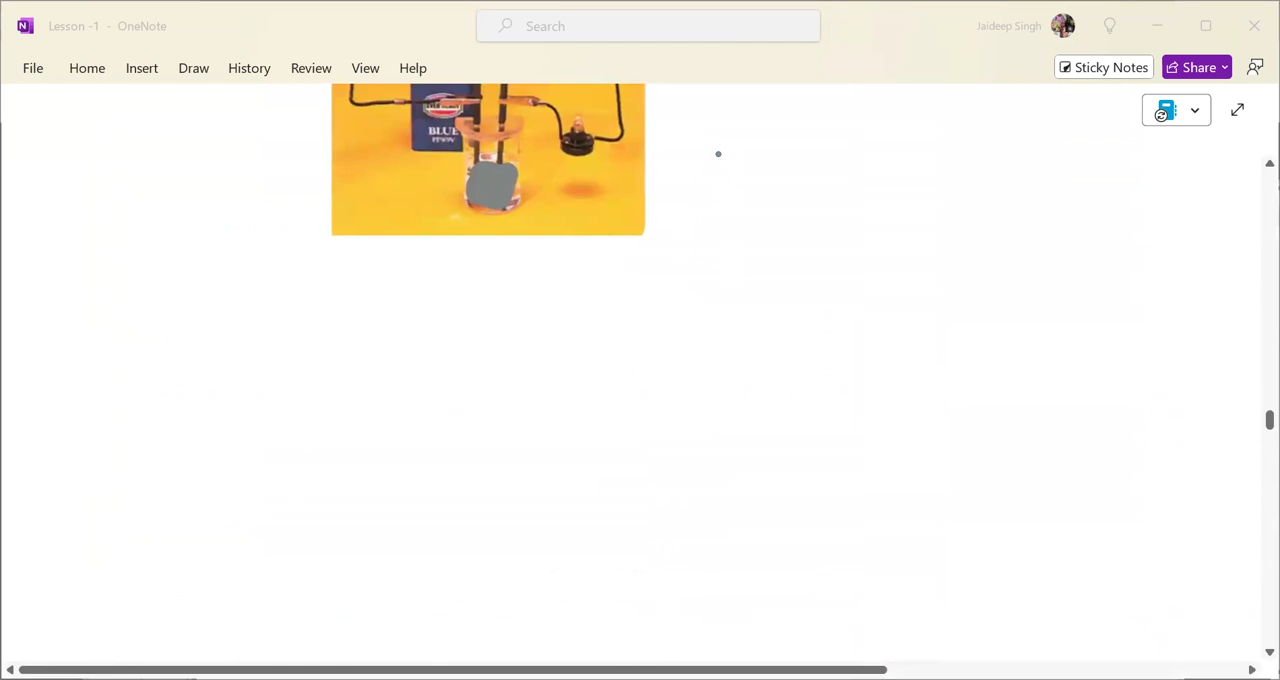 Lesson -1 - OneNote
Search
Jaideep Singh
File Home Insert Draw History Review View Help
Sticky Notes
Share
BLUE